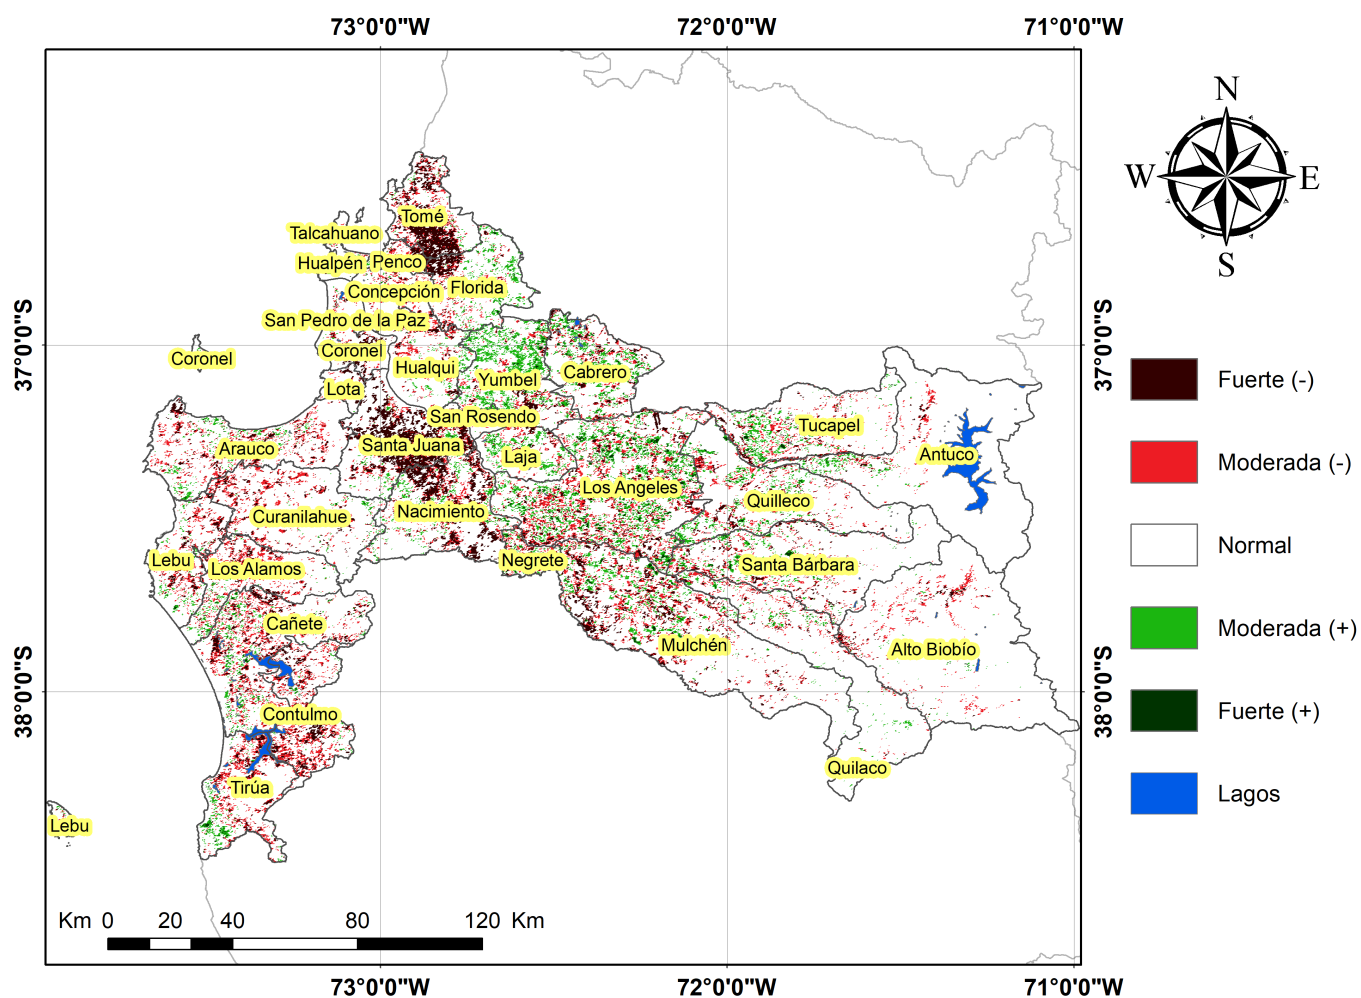 73°0'0"W 72°0'0"W 71°0'0"W
N
W E
S
Tomé
Talcahuano
Hualpén Penco
Concepción Florida
San Pedro de la Paz
37°0'0"S 37°0'0"S
Coronel Coronel
Hualqui Yumbel Cabrero
Lota
San Rosendo
Tucapel
Arauco Santa Juana Laja Antuco
Los Angeles
Quilleco
Curanilahue Nacimiento
Lebu Los Alamos Negrete Santa Bárbara
Cañete
Mulchén Alto Biobío
38°0'0"S 38°0'0"S
Contulmo
Quilaco
Tirúa
Lebu
Fuerte (-)
Moderada (-)
Normal
Moderada (+)
Fuerte (+)
Lagos
Km 0 20 40 80 120 Km
73°0'0"W 72°0'0"W 71°0'0"W